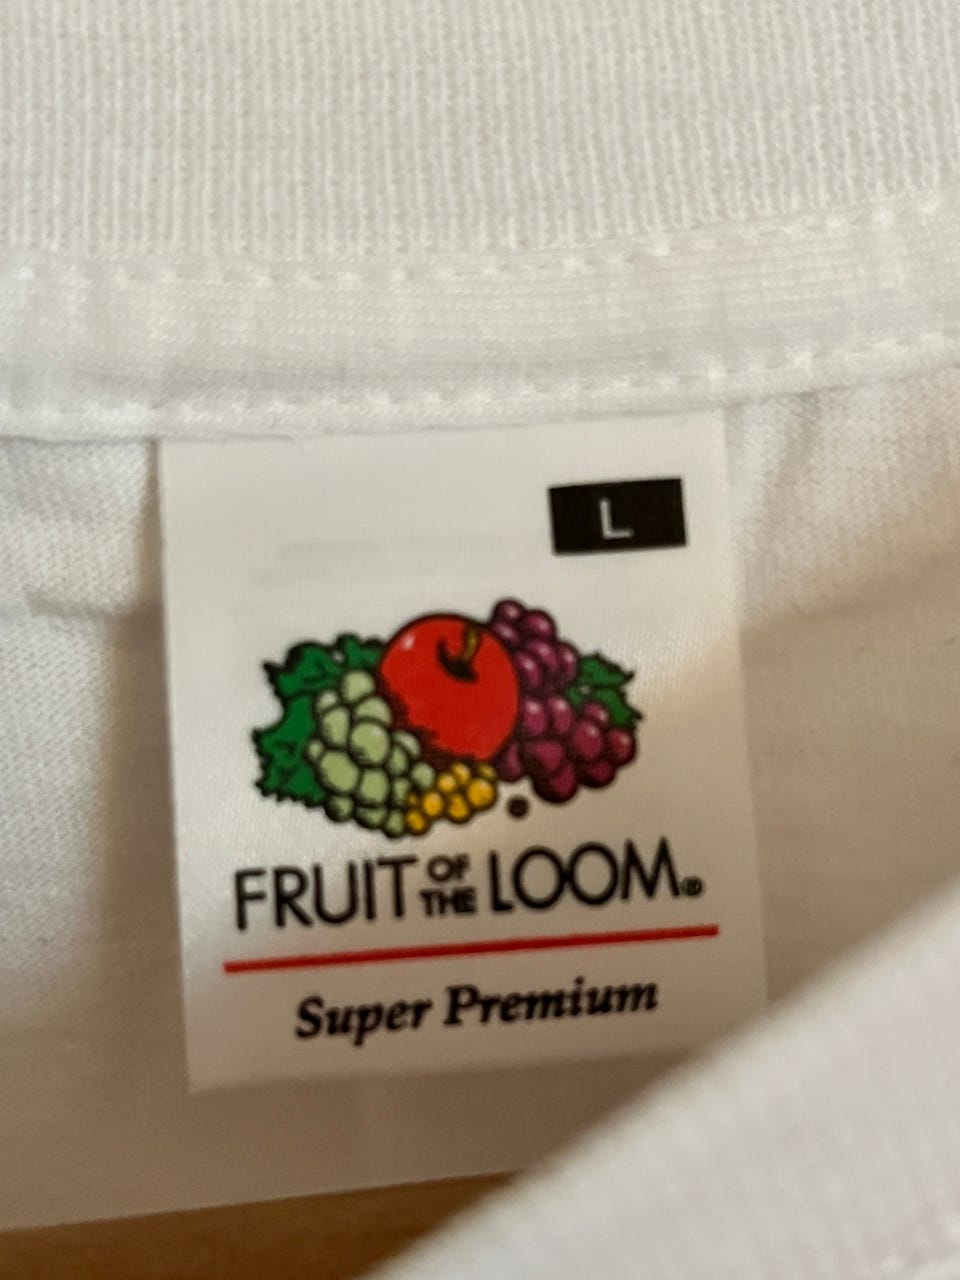 L
FRUIT OF THE LOOM®
Super Premium